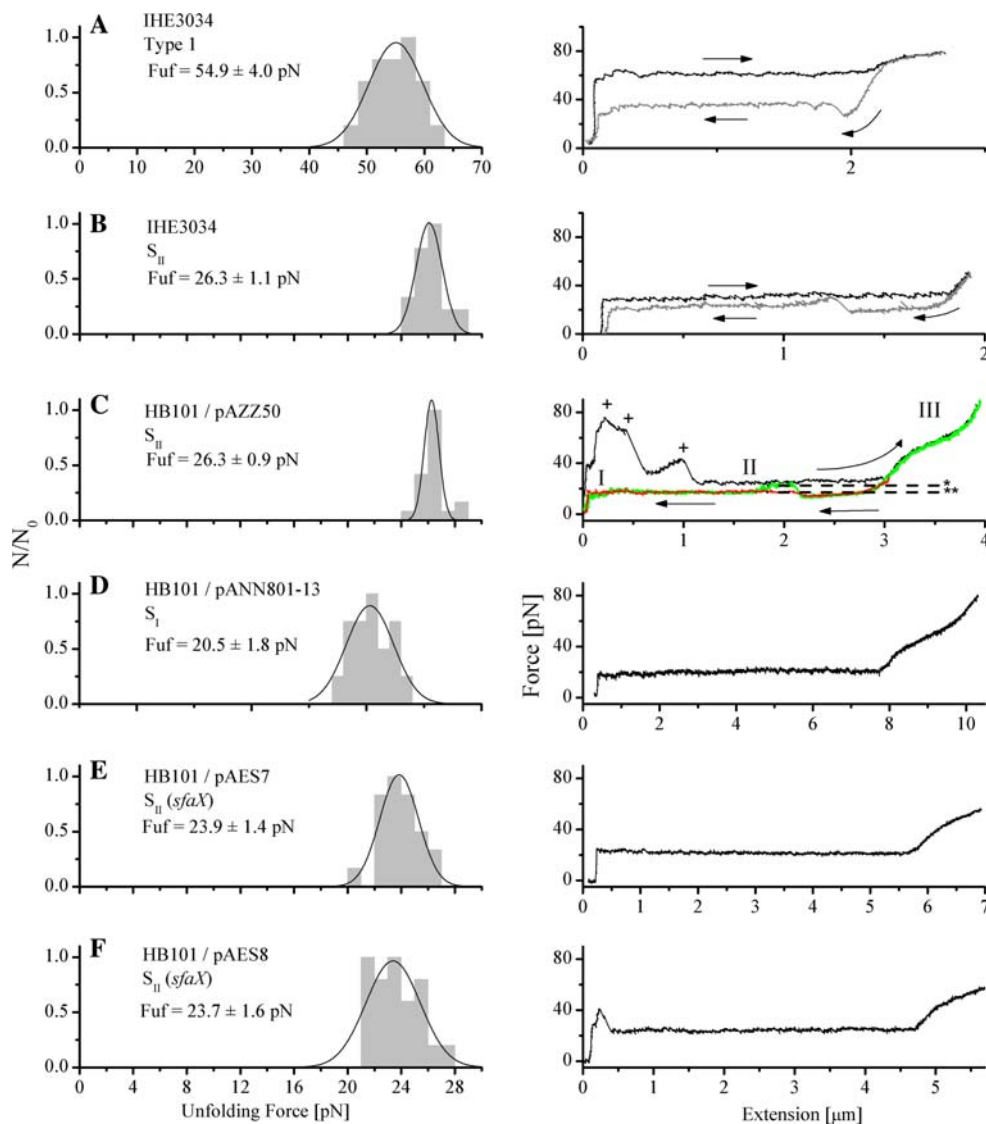 A
IHE3034
Type 1
Fuf = 54.9 ± 4.0 pN
1.0
0.5
0.0
0 10 20 30 40 50 60 70
80
40
0
0 2
B
IHE3034
S_II
Fuf = 26.3 ± 1.1 pN
1.0
0.5
0.0
80
40
0
0 1 2
C
HB101 / pAZZ50
S_II
Fuf = 26.3 ± 0.9 pN
1.0
0.5
0.0
80
40
0
+ + +
I II III
*
**
0 1 2 3 4
N/N_0
D
HB101 / pANN801-13
S_I
Fuf = 20.5 ± 1.8 pN
1.0
0.5
0.0
Force [pN]
80
40
0
0 2 4 6 8 10
E
HB101 / pAES7
S_II (sfaX)
Fuf = 23.9 ± 1.4 pN
1.0
0.5
0.0
80
40
0
0 1 2 3 4 5 6 7
F
HB101 / pAES8
S_II (sfaX)
Fuf = 23.7 ± 1.6 pN
1.0
0.5
0.0
0 4 8 12 16 20 24 28
Unfolding Force [pN]
80
40
0
0 1 2 3 4 5
Extension [μm]